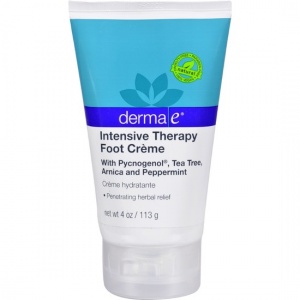 natural
derma e®
Intensive Therapy
Foot Crème
With Pycnogenol®, Tea Tree,
Arnica and Peppermint
Crème hydratante
• Penetrating herbal relief
net wt 4 oz / 113 g